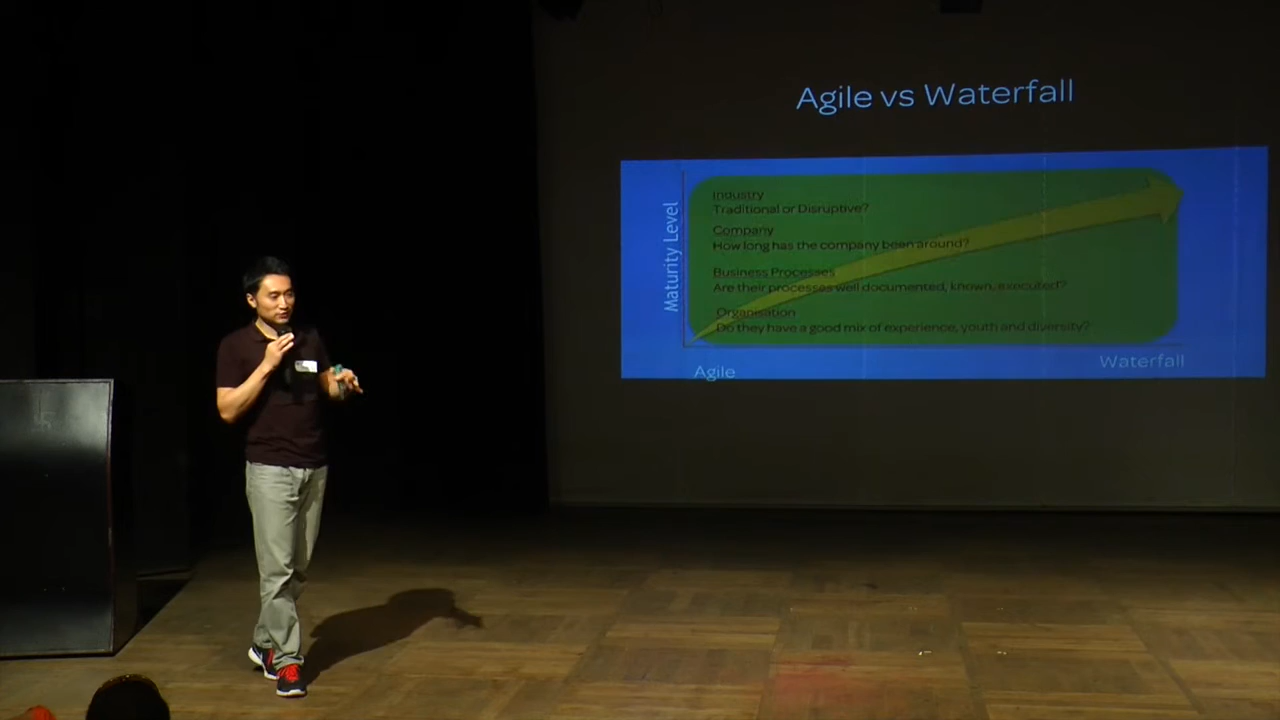 Agile vs Waterfall
Maturity Level
Industry
Traditional or Disruptive?
Company
How long has the company been around?
Business Processes
Are their processes well documented, known, executed?
Organisation
Do they have a good mix of experience, youth and diversity?
Agile
Waterfall